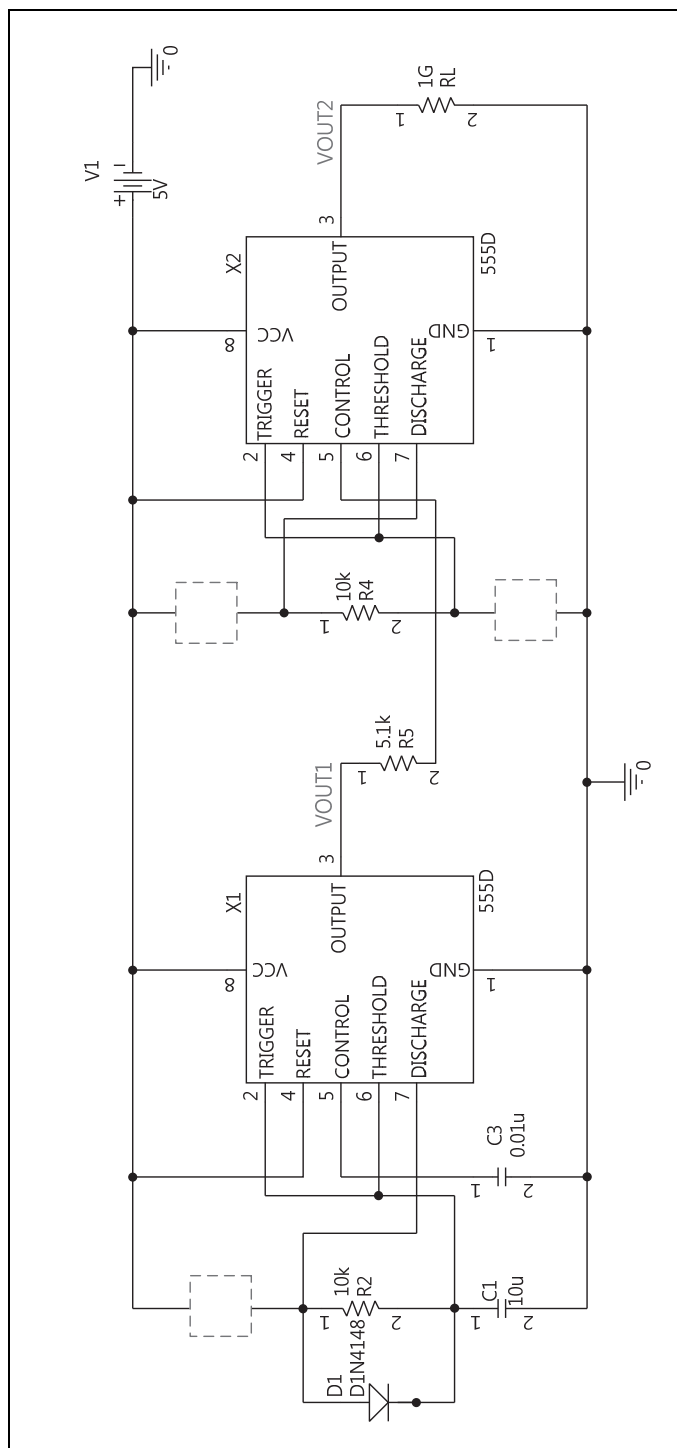 V1
+
-
5V
0
X2
VCC
8
2
TRIGGER
4
RESET
5
CONTROL
6
THRESHOLD
7
DISCHARGE
OUTPUT
3
VOUT2
GND
1
555D
1
1G
RL
2
1
10k
R4
2
VOUT1
1
5.1k
R5
2
0
X1
VCC
8
2
TRIGGER
4
RESET
5
CONTROL
6
THRESHOLD
7
DISCHARGE
OUTPUT
3
GND
1
555D
1
C3
0.01u
2
1
10k
R2
2
D1
D1N4148
1
C1
10u
2